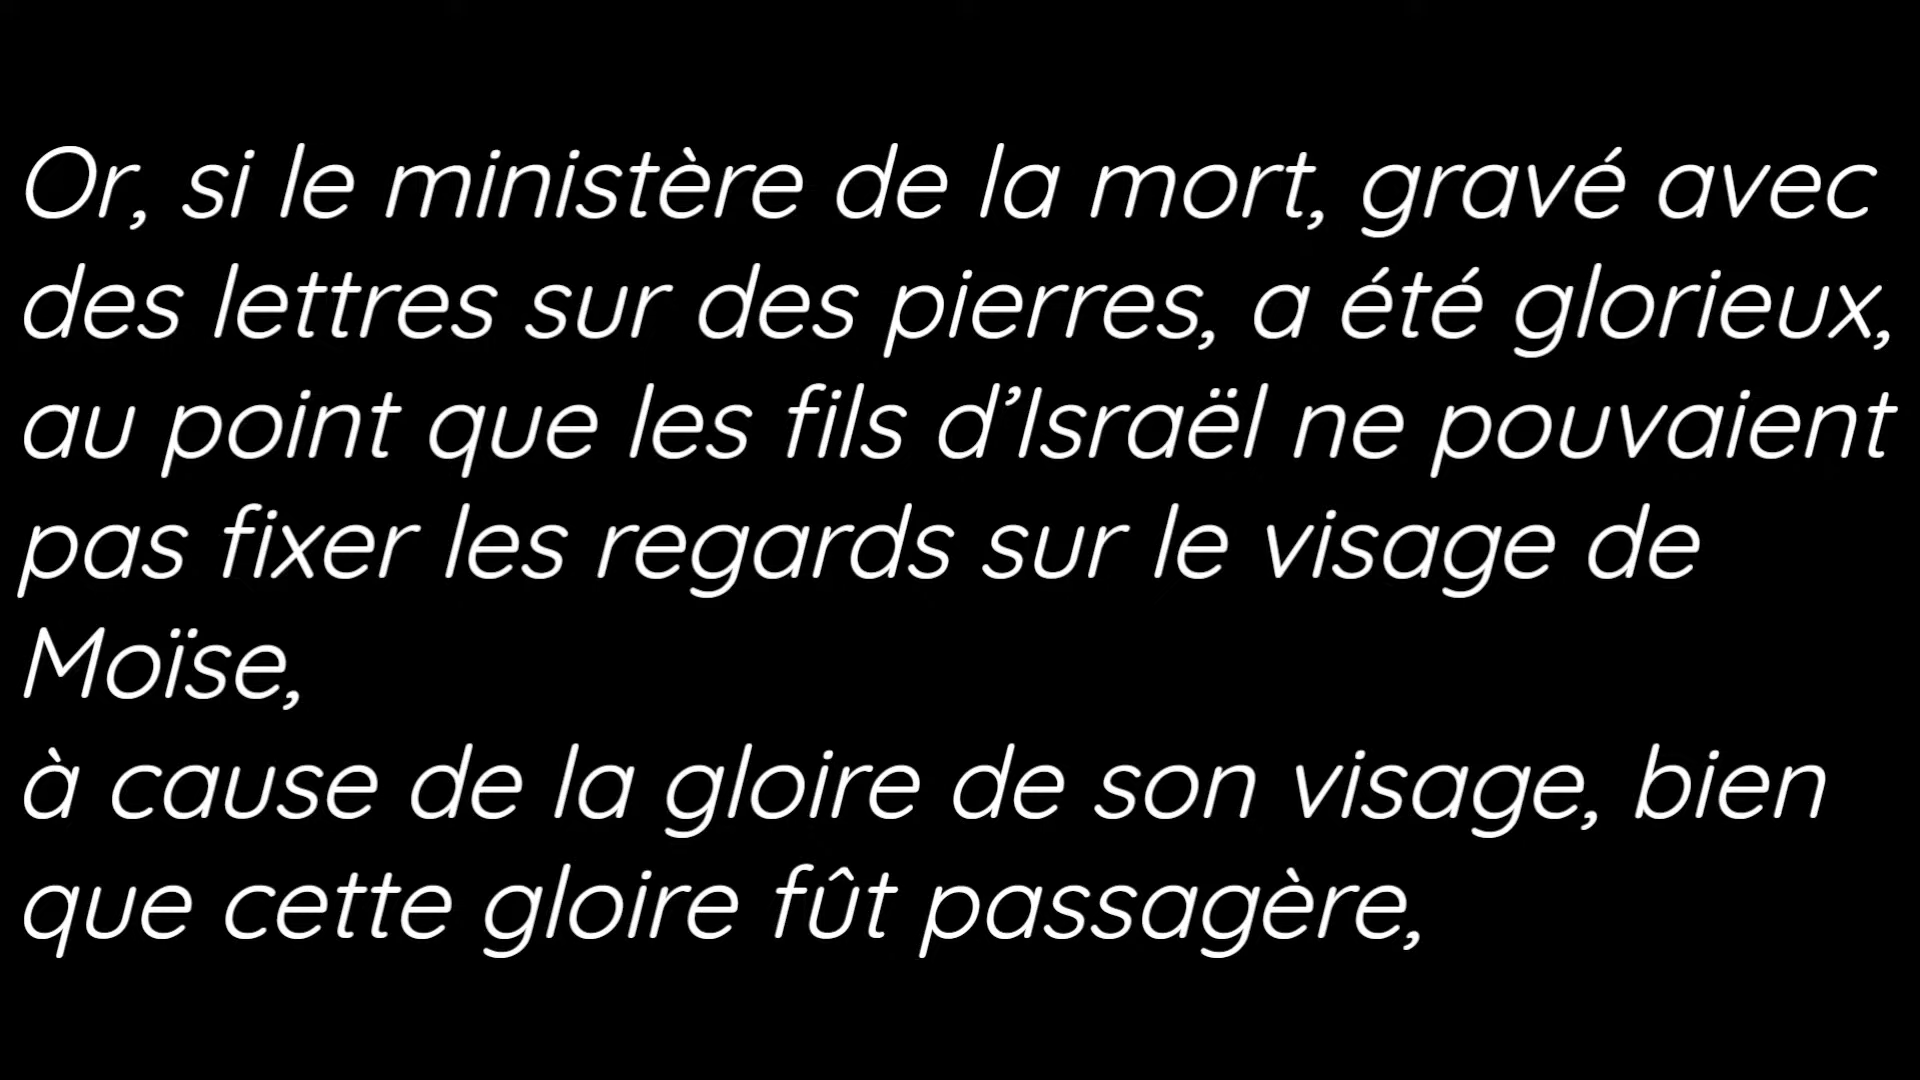 Or, si le ministère de la mort, gravé avec
des lettres sur des pierres, a été glorieux,
au point que les fils d’Israël ne pouvaient
pas fixer les regards sur le visage de
Moïse,
à cause de la gloire de son visage, bien
que cette gloire fût passagère,